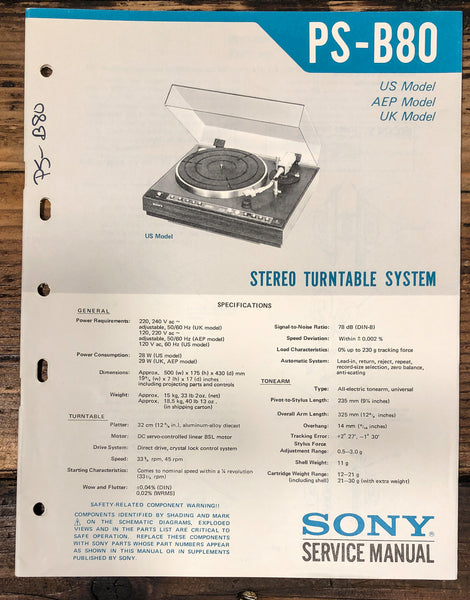 PS-B80
US Model
AEP Model
UK Model
PS-B80
SONY
US Model
STEREO TURNTABLE SYSTEM
SPECIFICATIONS
GENERAL
Power Requirements: 220, 240 V ac ~
adjustable, 50/60 Hz (UK model)
120, 220 V ac ~
adjustable, 50/60 Hz (AEP model)
120 V ac, 60 Hz (US model)
Power Consumption: 28 W (US model)
29 W (UK, AEP model)
Dimensions: Approx. 500 (w) x 175 (h) x 430 (d) mm
(w) x 7 (h) x 17 (d) inches
including projecting parts and controls
Weight: Approx. 15 kg, 33 lb 2oz. (net)
Approx. 18.5 kg, 40 lb 13 oz.
(in shipping carton)
TURNTABLE
Platter: 32 cm in.), aluminum-alloy diecast
Motor: DC servo-controlled linear BSL motor
Drive System: Direct drive, crystal lock control system
Speed: 33⅓ rpm, 45 rpm
Starting Characteristics: Comes to nominal speed within a revolution
(33⅓ rpm)
Wow and Flutter: ±0.04% (DIN)
0.02% (WRMS)
Signal-to-Noise Ratio: 78 dB (DIN-B)
Speed Deviation: Within 0.002 %
Load Characteristics: 0% up to 230 g tracking force
Automatic System: Lead-in, return, reject, repeat,
record-size selection, zero balance,
anti-scating
TONEARM
Type: All-electric tonearm, universal
Pivot-to-Stylus Length: 235 mm inches)
Overall Arm Length: 325 mm inches)
Overhang: 14 mm inches)
Tracking Error: +2° 27', -1° 30'
Stylus Force
Adjustment Range: 0.5-3.0 g
Shell Weight: 11 g
Cartridge Weight Range: 12-21 g
(including shell) 21-30 g (with extra weight)
SAFETY-RELATED COMPONENT WARNING!!
COMPONENTS IDENTIFIED BY SHADING AND MARK
⚠ ON THE SCHEMATIC DIAGRAMS, EXPLODED
VIEWS AND IN THE PARTS LIST ARE CRITICAL TO
SAFE OPERATION. REPLACE THESE COMPONENTS
WITH SONY PARTS WHOSE PART NUMBERS APPEAR
AS SHOWN IN THIS MANUAL OR IN SUPPLEMENTS
PUBLISHED BY SONY.
SONY
SERVICE MANUAL